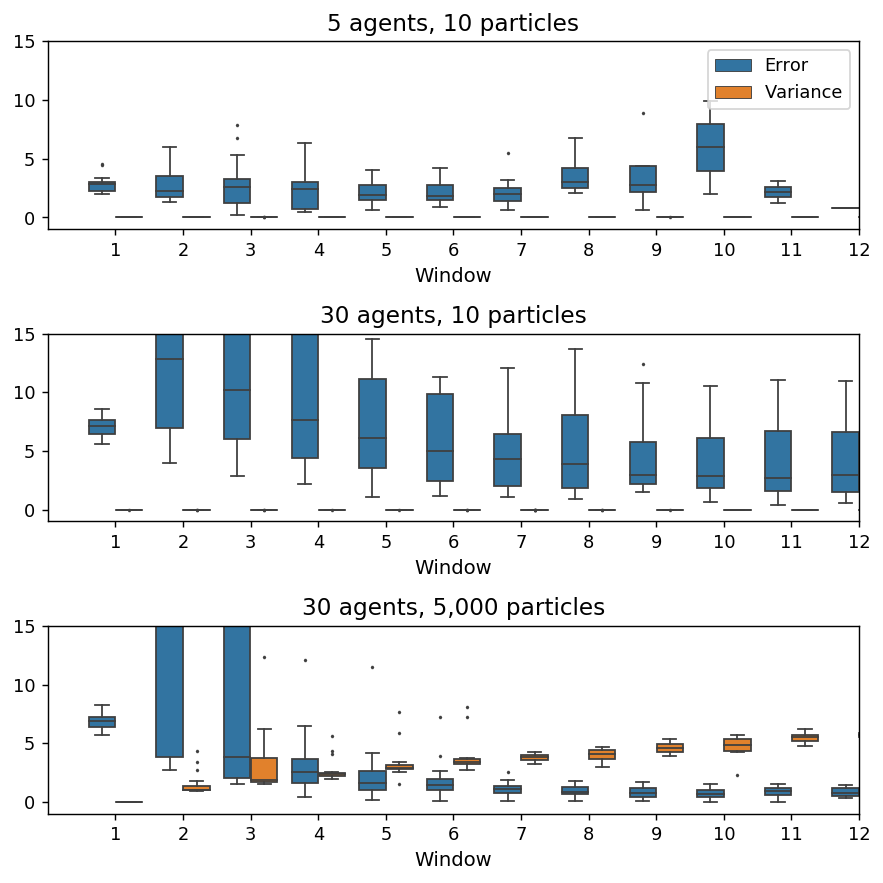 5 agents, 10 particles
15
10
5
0
Error
Variance
1 2 3 4 5 6 7 8 9 10 11 12
Window
30 agents, 10 particles
15
10
5
0
1 2 3 4 5 6 7 8 9 10 11 12
Window
30 agents, 5,000 particles
15
10
5
0
1 2 3 4 5 6 7 8 9 10 11 12
Window